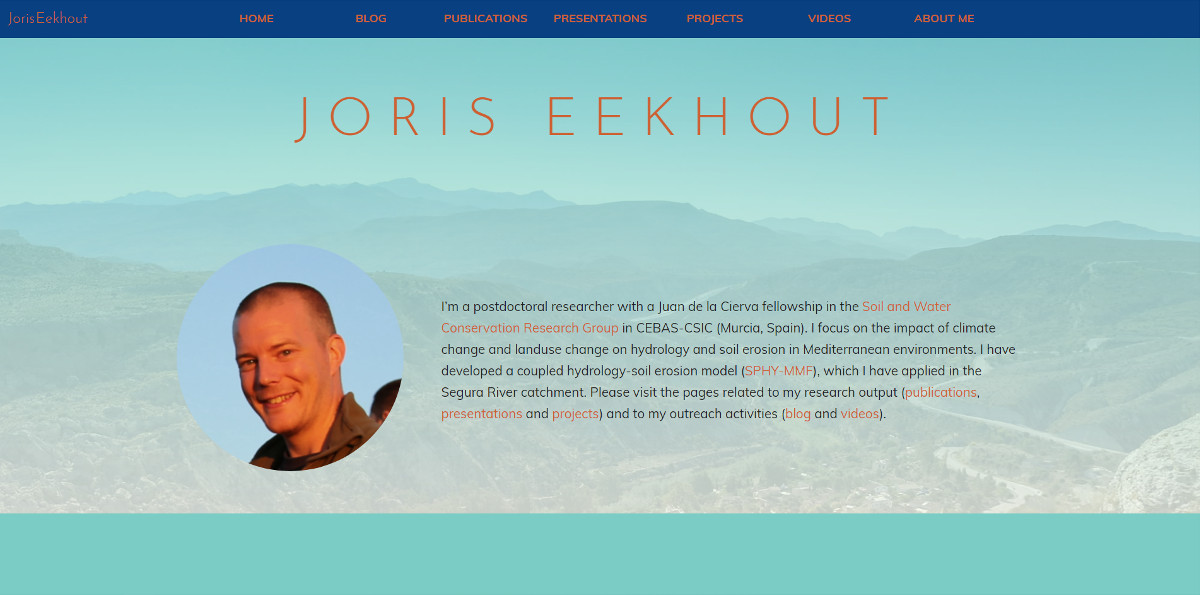 JorisEekhout HOME BLOG PUBLICATIONS PRESENTATIONS PROJECTS VIDEOS ABOUT ME
JORIS EEKHOUT
I'm a postdoctoral researcher with a Juan de la Cierva fellowship in the Soil and Water
Conservation Research Group in CEBAS-CSIC (Murcia, Spain). I focus on the impact of climate
change and landuse change on hydrology and soil erosion in Mediterranean environments. I have
developed a coupled hydrology-soil erosion model (SPHY-MMF), which I have applied in the
Segura River catchment. Please visit the pages related to my research output (publications,
presentations and projects) and to my outreach activities (blog and videos).